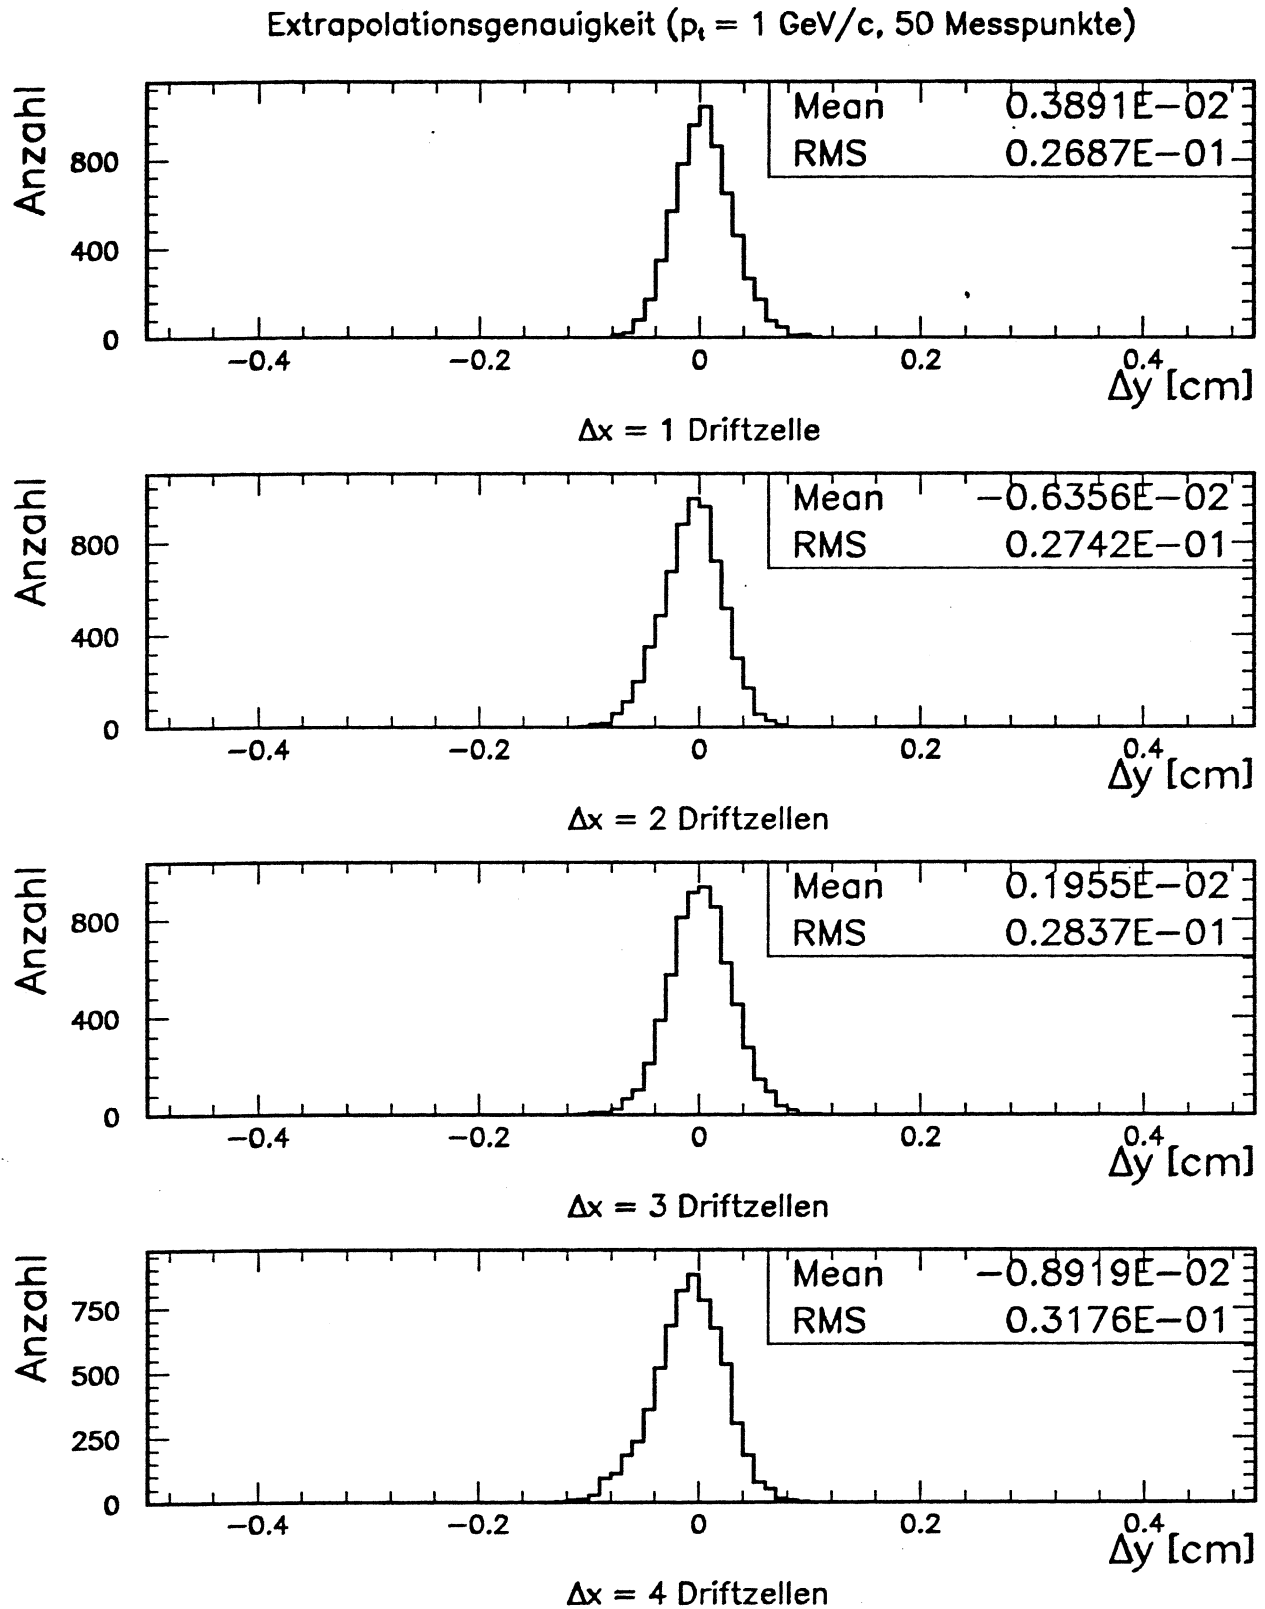 Extrapolationsgenauigkeit (pₜ = 1 GeV/c, 50 Messpunkte)
Anzahl
Mean 0.3891E−02
RMS 0.2687E−01
800
400
0
−0.4 −0.2 0 0.2 0.4
Δy [cm]
Δx = 1 Driftzelle
Anzahl
Mean −0.6356E−02
RMS 0.2742E−01
800
400
0
−0.4 −0.2 0 0.2 0.4
Δy [cm]
Δx = 2 Driftzellen
Anzahl
Mean 0.1955E−02
RMS 0.2837E−01
800
400
0
−0.4 −0.2 0 0.2 0.4
Δy [cm]
Δx = 3 Driftzellen
Anzahl
Mean −0.8919E−02
RMS 0.3176E−01
750
500
250
0
−0.4 −0.2 0 0.2 0.4
Δy [cm]
Δx = 4 Driftzellen